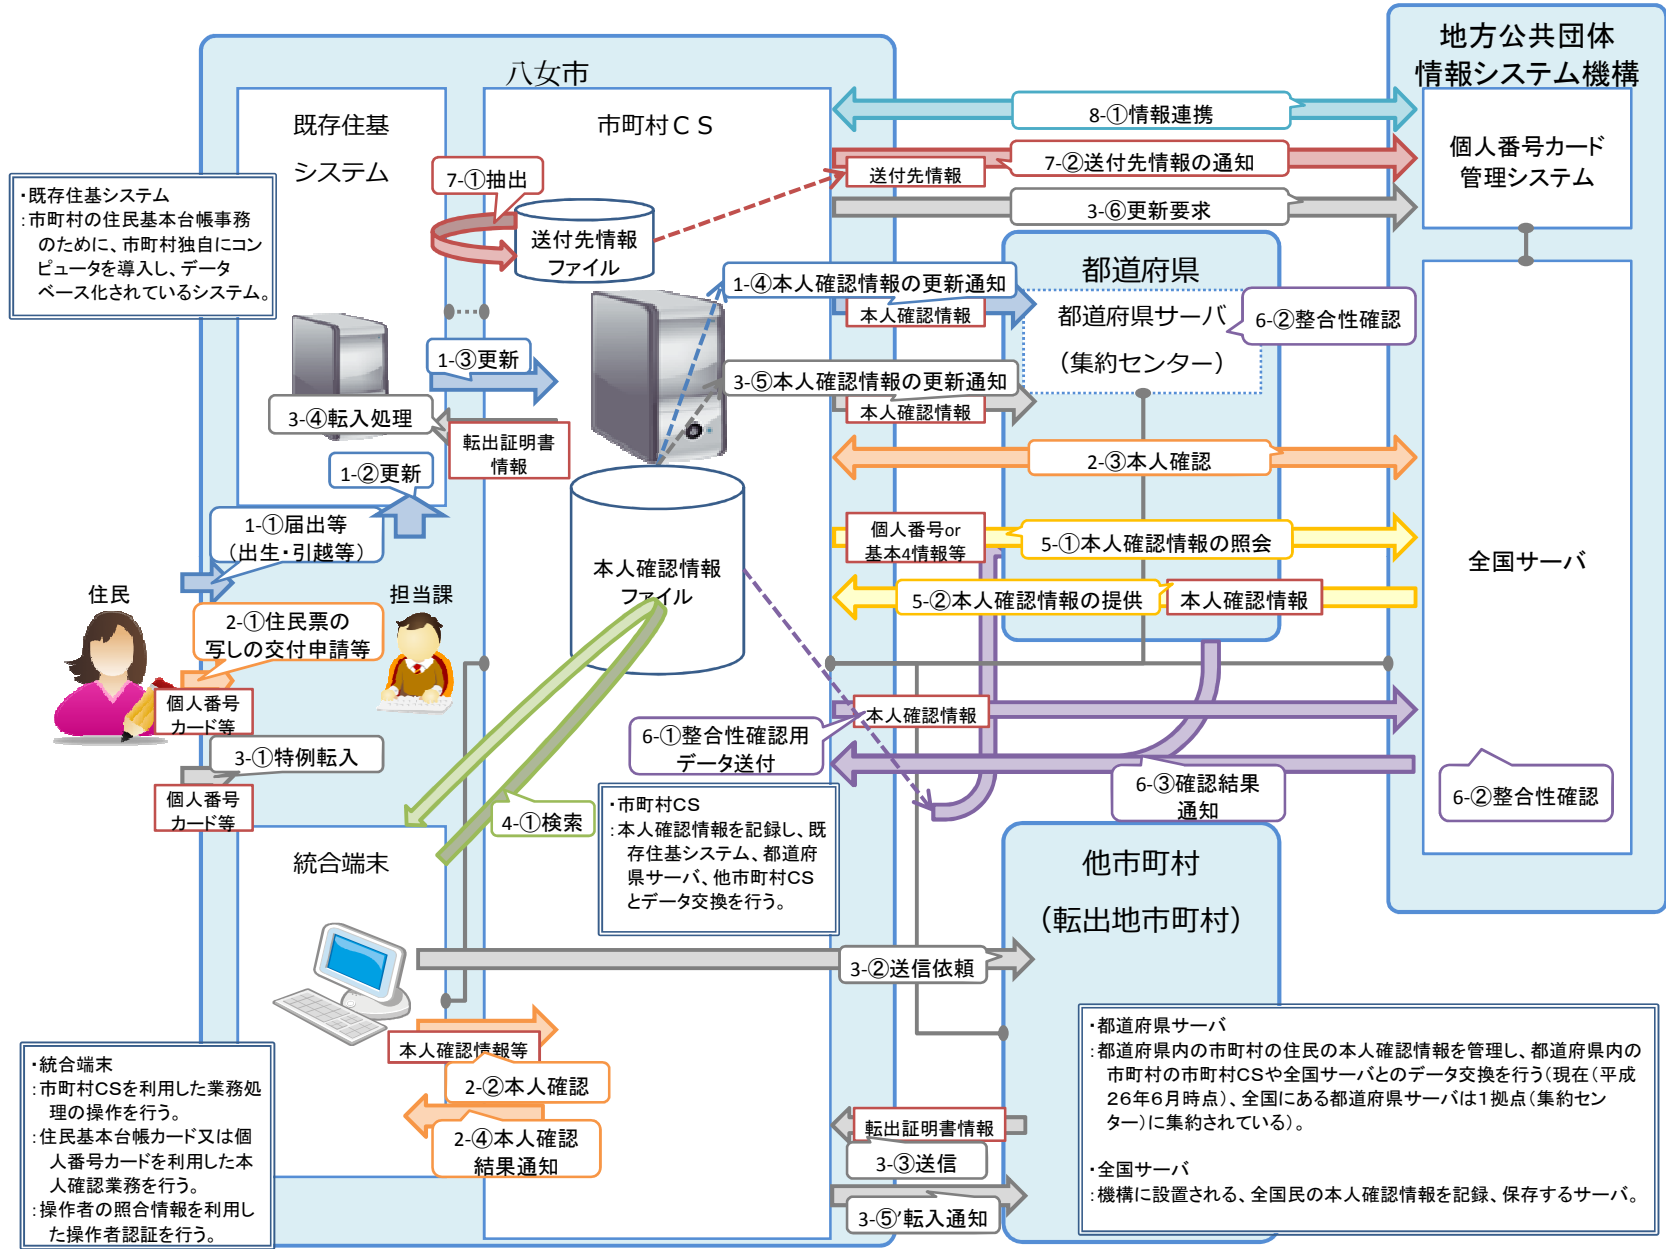 八女市
地方公共団体
情報システム機構
既存住基
システム
市町村ＣＳ
個人番号カード
管理システム
8-①情報連携
送付先情報
7-②送付先情報の通知
3-⑥更新要求
7-①抽出
送付先情報
ファイル
・既存住基システム
：市町村の住民基本台帳事務
のために、市町村独自にコン
ピュータを導入し、データ
ベース化されているシステム。
都道府県
都道府県サーバ
（集約センター）
1-④本人確認情報の更新通知
本人確認情報
6-②整合性確認
1-③更新
3-⑤本人確認情報の更新通知
本人確認情報
3-④転入処理
転出証明書
情報
1-②更新
2-③本人確認
1-①届出等
（出生・引越等）
個人番号or
基本4情報等
5-①本人確認情報の照会
本人確認情報
ファイル
全国サーバ
5-②本人確認情報の提供
本人確認情報
住民
担当課
2-①住民票の
写しの交付申請等
個人番号
カード等
3-①特例転入
個人番号
カード等
本人確認情報
6-①整合性確認用
データ送付
6-③確認結果
通知
6-②整合性確認
4-①検索
・市町村CS
：本人確認情報を記録し、既
存住基システム、都道府
県サーバ、他市町村CS
とデータ交換を行う。
統合端末
他市町村
（転出地市町村）
3-②送信依頼
本人確認情報等
2-②本人確認
2-④本人確認
結果通知
転出証明書情報
3-③送信
3-⑤’転入通知
・統合端末
：市町村CSを利用した業務処
理の操作を行う。
：住民基本台帳カード又は個
人番号カードを利用した本
人確認業務を行う。
：操作者の照合情報を利用し
た操作者認証を行う。
・都道府県サーバ
：都道府県内の市町村の住民の本人確認情報を管理し、都道府県内の
市町村の市町村CSや全国サーバとのデータ交換を行う（現在（平成
２６年６月時点）、全国にある都道府県サーバは１拠点（集約セン
ター）に集約されている）。
・全国サーバ
：機構に設置される、全国民の本人確認情報を記録、保存するサーバ。